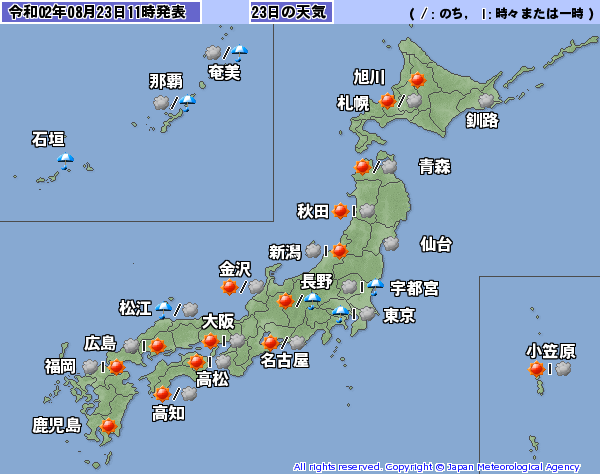 令和02年08月23日11時発表
23日の天気
( / : のち, | : 時々または一時 )
奄美
那覇
石垣
旭川
札幌
釧路
青森
秋田
仙台
新潟
金沢
長野
宇都宮
松江
大阪
東京
広島
名古屋
小笠原
福岡
高松
高知
鹿児島
All rights reserved. Copyright © Japan Meteorological Agency